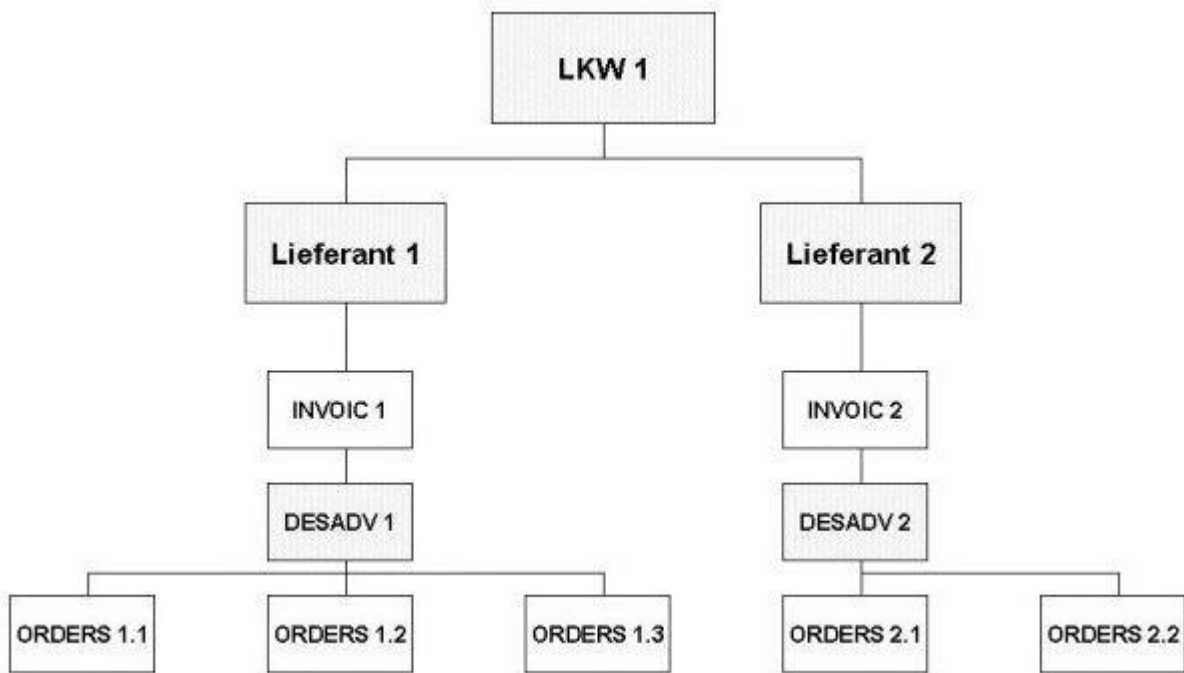 LKW 1
Lieferant 1
Lieferant 2
INVOIC 1
INVOIC 2
DESADV 1
DESADV 2
ORDERS 1.1
ORDERS 1.2
ORDERS 1.3
ORDERS 2.1
ORDERS 2.2